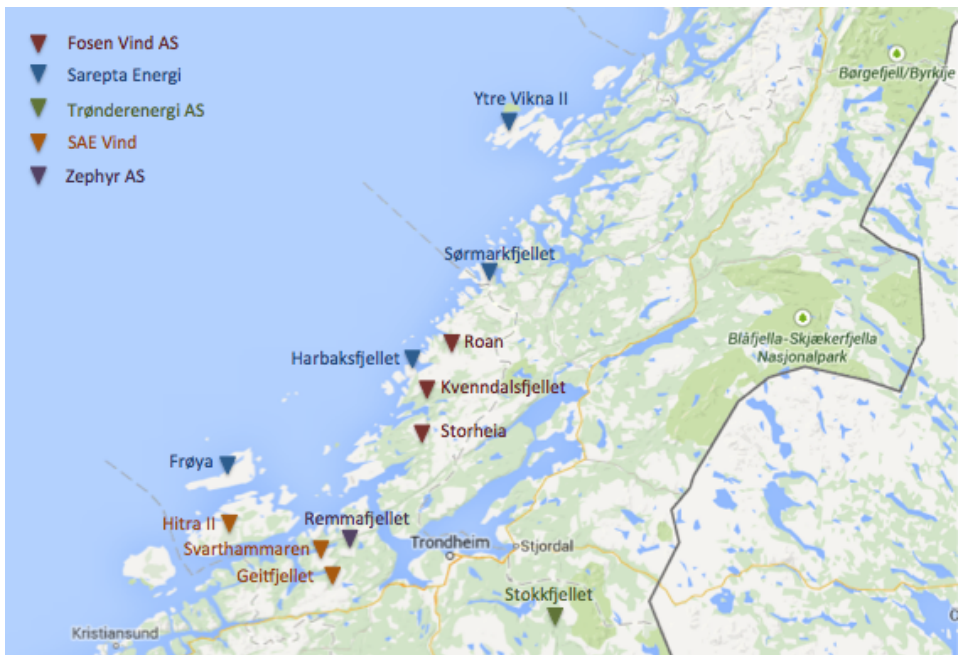 Fosen Vind AS
Sarepta Energi
Trønderenergi AS
SAE Vind
Zephyr AS
Børgefjell/Byrkije
Ytre Vikna II
Sørmarkfjellet
Blåfjella-Skjækerfjella
Nasjonalpark
Roan
Harbaksfjellet
Kvenndalsfjellet
Storheia
Frøya
Hitra II
Remmafjellet
Svarthammaren
Trondheim
Stjordal
Geitfjellet
Stokkfjellet
Kristiansund